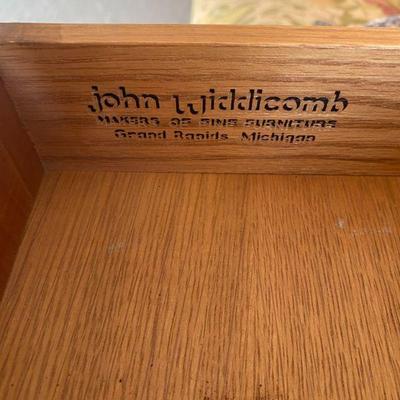 john widdicomb
MAKERS OF FINE FURNITURE
Grand Rapids, Michigan